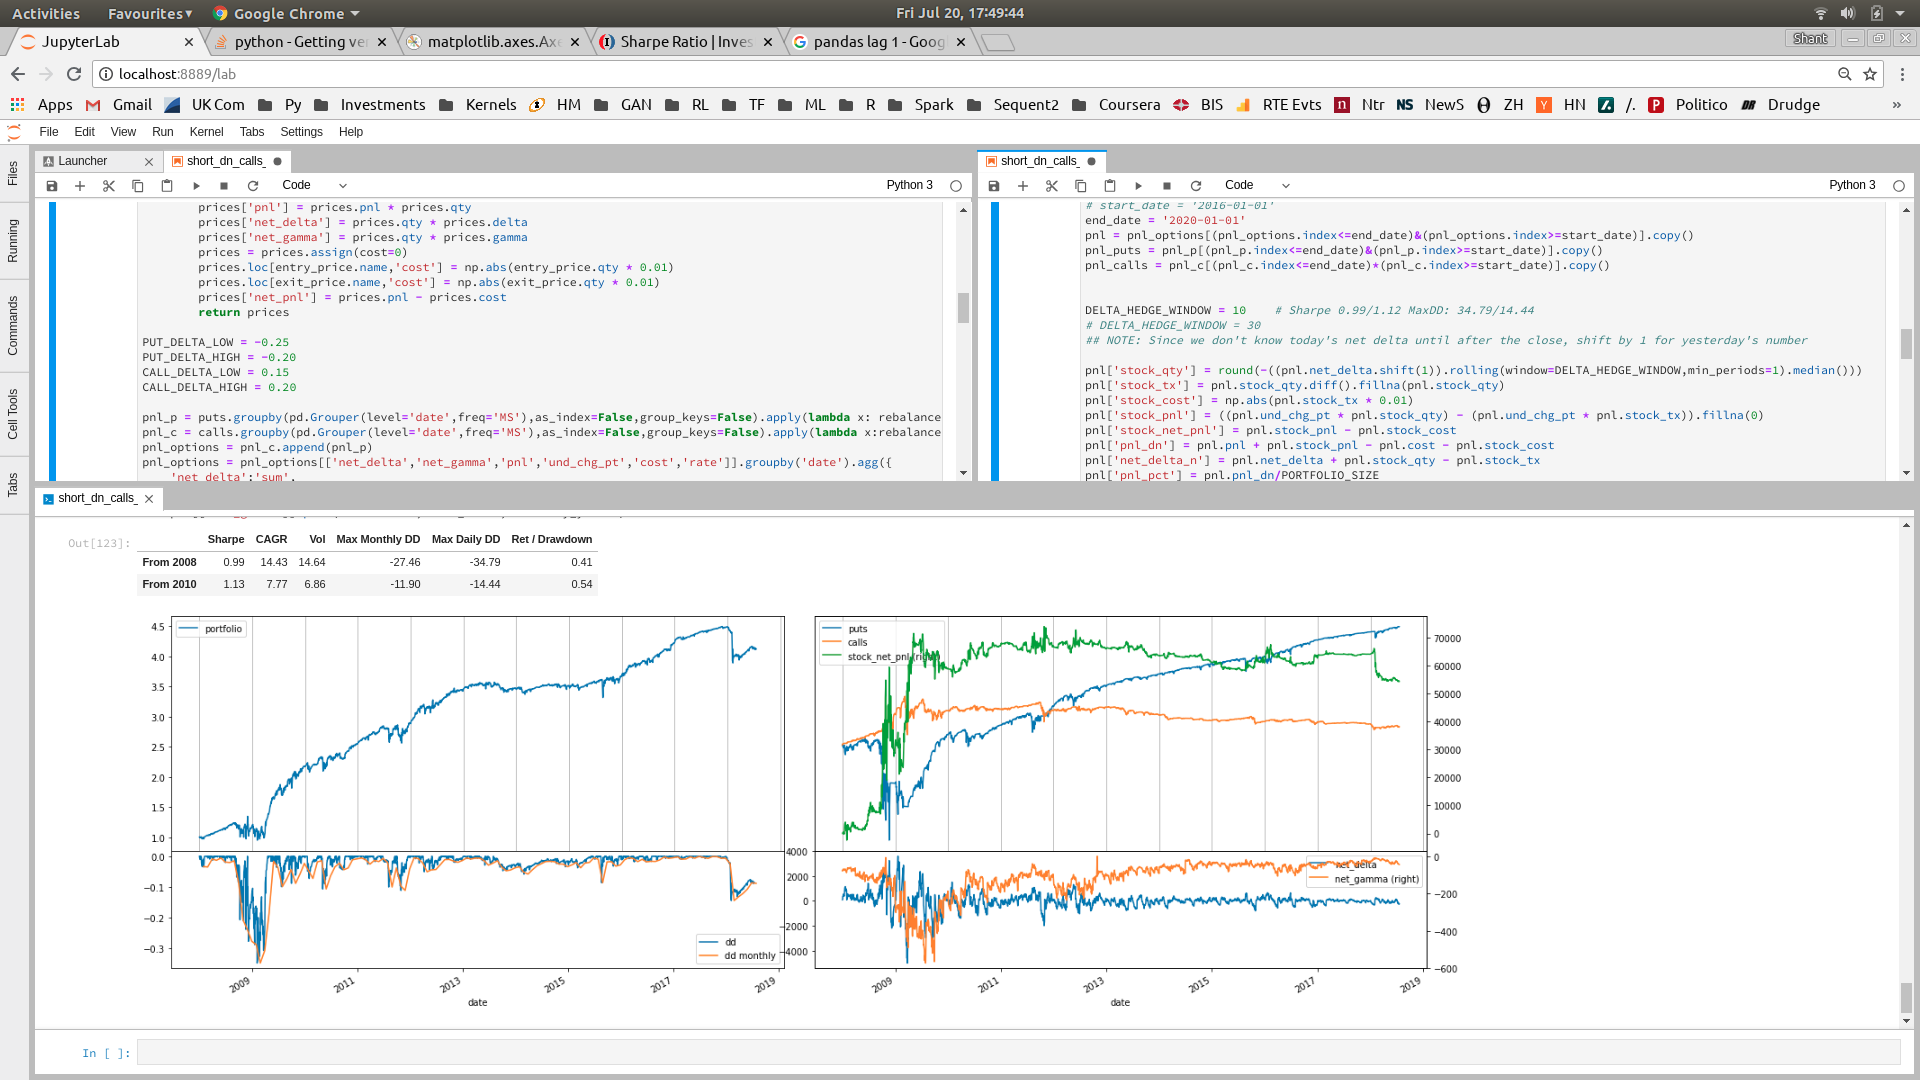 Activities
Favourites
Google Chrome
Fri Jul 20, 17:49:44
JupyterLab
python - Getting ve
matplotlib.axes.Axe
Sharpe Ratio | Inves
pandas lag 1 - Goog
Shant
localhost:8889/lab
Apps
Gmail
UK Com
Py
Investments
Kernels
HM
GAN
RL
TF
ML
R
Spark
Sequent2
Coursera
BIS
RTE Evts
Ntr
NewS
ZH
HN
/.
Politico
Drudge
»
File
Edit
View
Run
Kernel
Tabs
Settings
Help
Files
Running
Commands
Cell Tools
Tabs
Launcher
short_dn_calls_
Code
Python 3
prices['pnl'] = prices.pnl * prices.qty
prices['net_delta'] = prices.qty * prices.delta
prices['net_gamma'] = prices.qty * prices.gamma
prices = prices.assign(cost=0)
prices.loc[entry_price.name,'cost'] = np.abs(entry_price.qty * 0.01)
prices.loc[exit_price.name,'cost'] = np.abs(exit_price.qty * 0.01)
prices['net_pnl'] = prices.pnl - prices.cost
return prices
PUT_DELTA_LOW = -0.25
PUT_DELTA_HIGH = -0.20
CALL_DELTA_LOW = 0.15
CALL_DELTA_HIGH = 0.20
pnl_p = puts.groupby(pd.Grouper(level='date',freq='MS'),as_index=False,group_keys=False).apply(lambda x: rebalance
pnl_c = calls.groupby(pd.Grouper(level='date',freq='MS'),as_index=False,group_keys=False).apply(lambda x:rebalance
pnl_options = pnl_c.append(pnl_p)
pnl_options = pnl_options[['net_delta','net_gamma','pnl','und_chg_pt','cost','rate']].groupby('date').agg({
'net_delta':'sum',
short_dn_calls_
Code
Python 3
# start_date = '2016-01-01'
end_date = '2020-01-01'
pnl = pnl_options[(pnl_options.index<=end_date)&(pnl_options.index>=start_date)].copy()
pnl_puts = pnl_p[(pnl_p.index<=end_date)&(pnl_p.index>=start_date)].copy()
pnl_calls = pnl_c[(pnl_c.index<=end_date)*(pnl_c.index>=start_date)].copy()
DELTA_HEDGE_WINDOW = 10    # Sharpe 0.99/1.12 MaxDD: 34.79/14.44
# DELTA_HEDGE_WINDOW = 30
## NOTE: Since we don't know today's net delta until after the close, shift by 1 for yesterday's number
pnl['stock_qty'] = round(-((pnl.net_delta.shift(1)).rolling(window=DELTA_HEDGE_WINDOW,min_periods=1).median()))
pnl['stock_tx'] = pnl.stock_qty.diff().fillna(pnl.stock_qty)
pnl['stock_cost'] = np.abs(pnl.stock_tx * 0.01)
pnl['stock_pnl'] = ((pnl.und_chg_pt * pnl.stock_qty) - (pnl.und_chg_pt * pnl.stock_tx)).fillna(0)
pnl['stock_net_pnl'] = pnl.stock_pnl - pnl.stock_cost
pnl['pnl_dn'] = pnl.pnl + pnl.stock_pnl - pnl.cost - pnl.stock_cost
pnl['net_delta_n'] = pnl.net_delta + pnl.stock_qty - pnl.stock_tx
pnl['pnl_pct'] = pnl.pnl_dn/PORTFOLIO_SIZE
short_dn_calls_
Out[123]:
Sharpe CAGR Vol Max Monthly DD Max Daily DD Ret / Drawdown
From 2008 0.99 14.43 14.64 -27.46 -34.79 0.41
From 2010 1.13 7.77 6.86 -11.90 -14.44 0.54
portfolio
4.5
4.0
3.5
3.0
2.5
2.0
1.5
1.0
0.0
−0.1
−0.2
−0.3
dd
dd monthly
2009
2011
2013
2015
2017
2019
date
puts
calls
stock_net_pnl (right)
70000
60000
50000
40000
30000
20000
10000
0
4000
2000
0
−2000
−4000
net_delta
net_gamma (right)
0
−200
−400
−600
2009
2011
2013
2015
2017
2019
date
In [ ]: